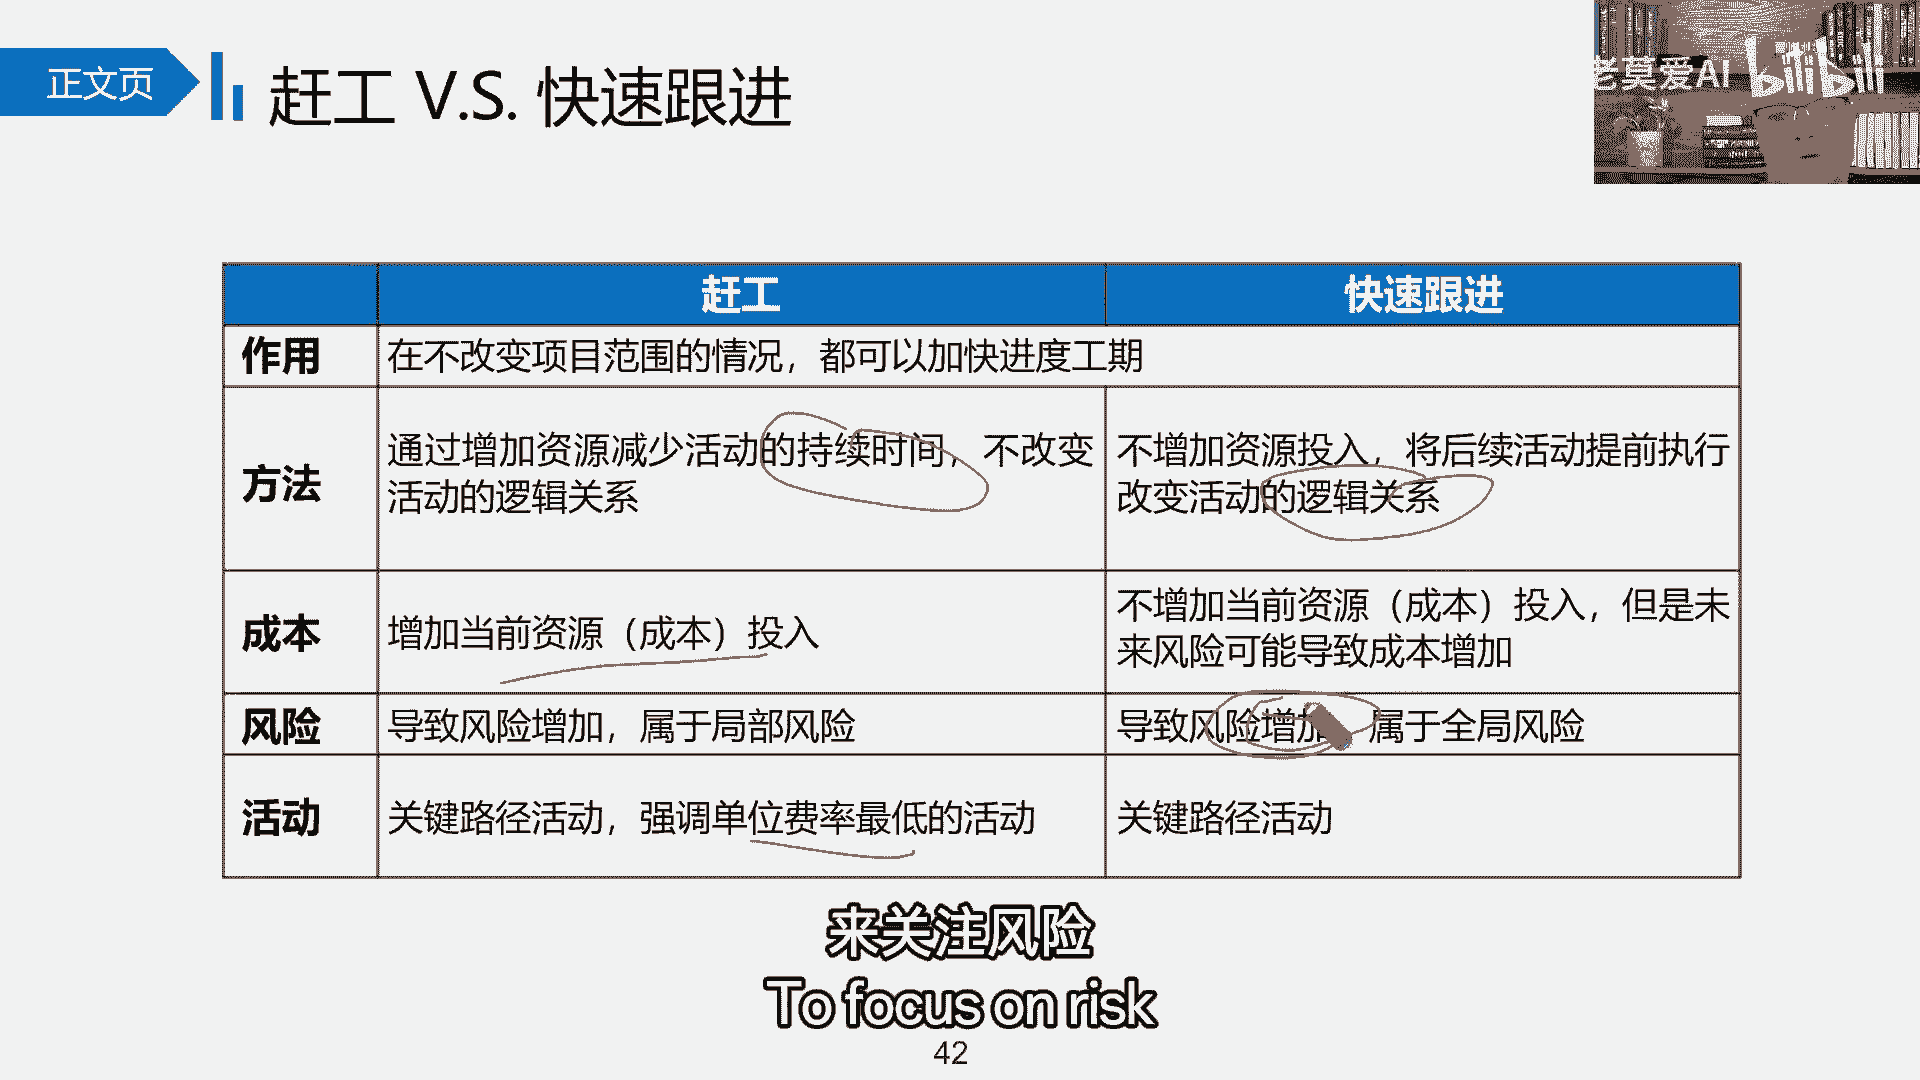 正文页
赶工 V.S. 快速跟进
老莫爱AI
bilibili
赶工
快速跟进
作用
在不改变项目范围的情况，都可以加快进度工期
方法
通过增加资源减少活动的持续时间，不改变
活动的逻辑关系
不增加资源投入，将后续活动提前执行
改变活动的逻辑关系
成本
增加当前资源（成本）投入
不增加当前资源（成本）投入，但是未
来风险可能导致成本增加
风险
导致风险增加，属于局部风险
导致风险增加 属于全局风险
活动
关键路径活动，强调单位费率最低的活动
关键路径活动
来关注风险
To focus on risk
42